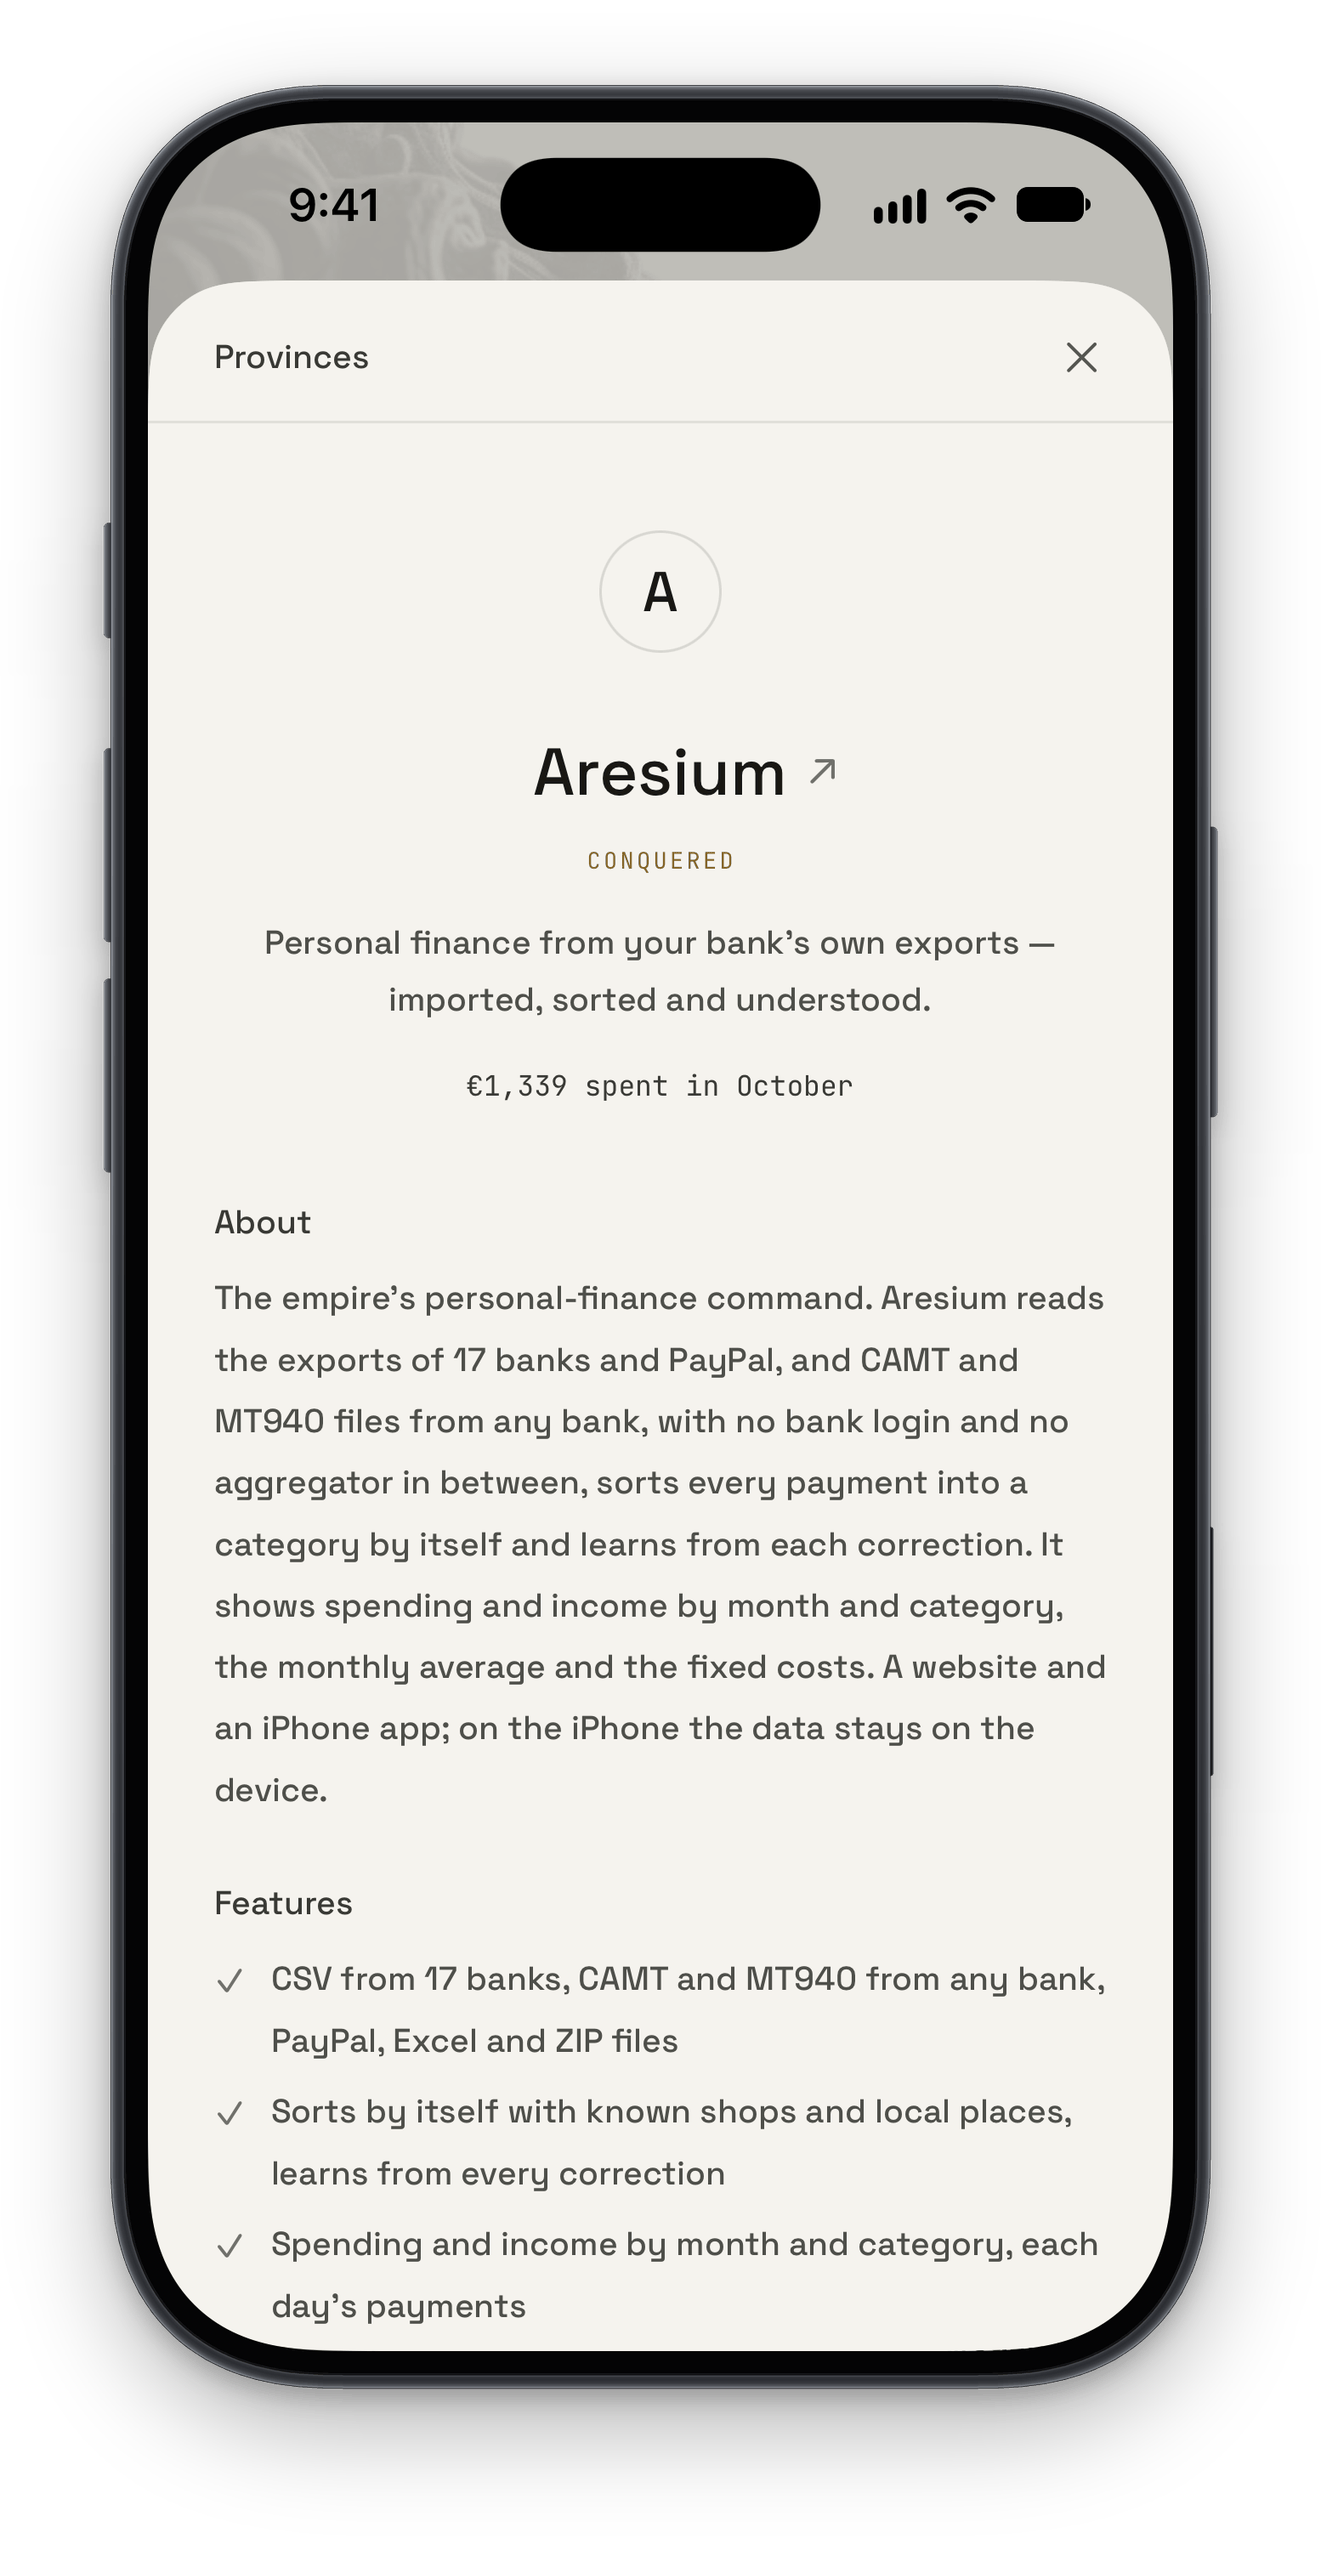 9:41
Provinces
A
Aresium
CONQUERED
Personal finance from your bank’s own exports —
imported, sorted and understood.
€1,339 spent in October
About
The empire’s personal-finance command. Aresium reads
the exports of 17 banks and PayPal, and CAMT and
MT940 files from any bank, with no bank login and no
aggregator in between, sorts every payment into a
category by itself and learns from each correction. It
shows spending and income by month and category,
the monthly average and the fixed costs. A website and
an iPhone app; on the iPhone the data stays on the
device.
Features
CSV from 17 banks, CAMT and MT940 from any bank,
PayPal, Excel and ZIP files
Sorts by itself with known shops and local places,
learns from every correction
Spending and income by month and category, each
day’s payments